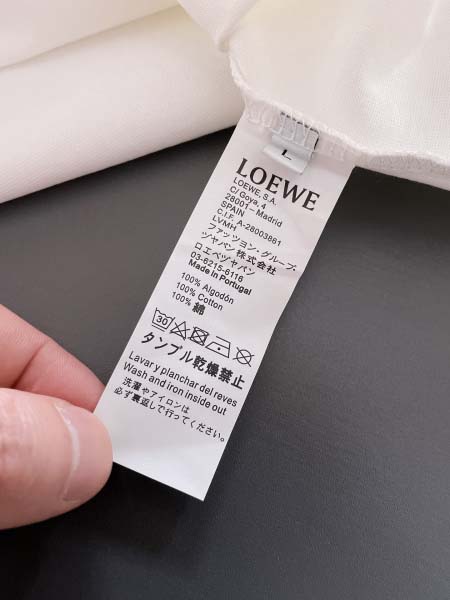 L
LOEWE
LOEWE, S.A.
C/ Goya, 4
28001 – Madrid
SPAIN
C.I.F. A-28003861
LVMH
ファッション・グループ・
ジャパン株式会社
ロエベジャパン
03-6215-6116
Made in Portugal
100% Algodón
100% Cotton
100% 綿
30
タンブル乾燥禁止
Lavar y planchar del reves
Wash and iron inside out
洗濯やアイロンは
必ず裏返しで行ってください。